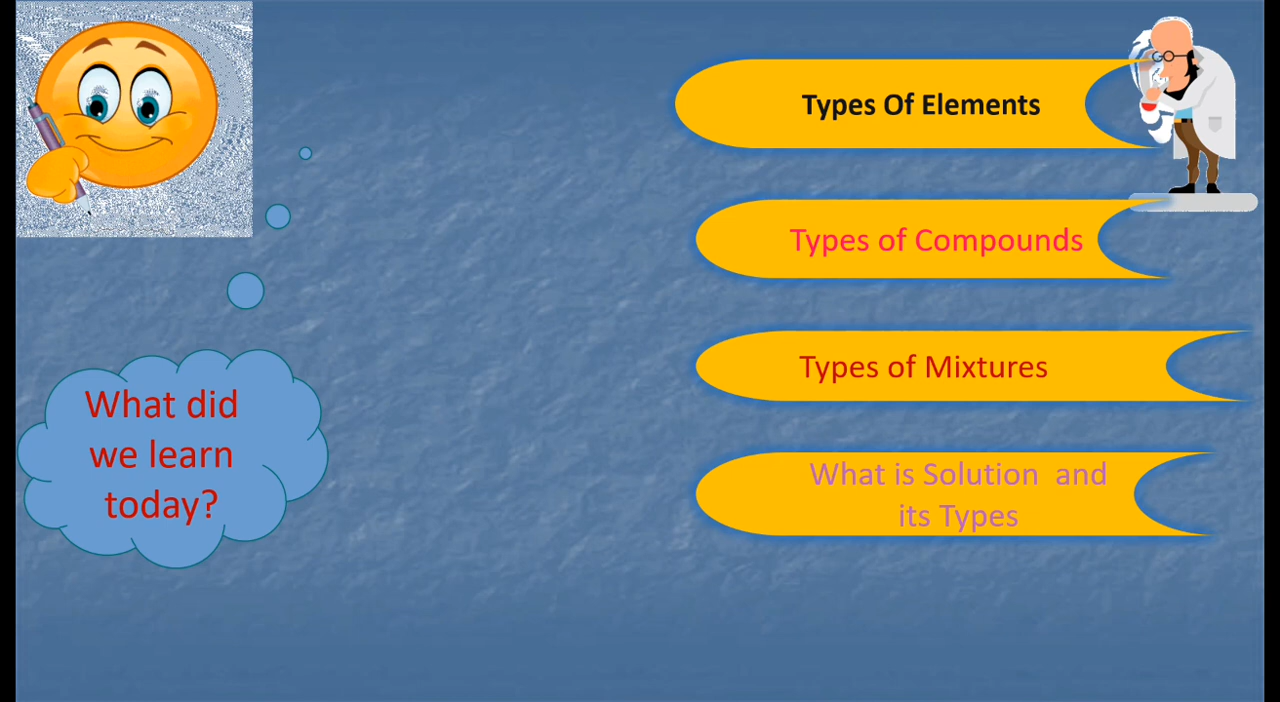 Types Of Elements
Types of Compounds
Types of Mixtures
What is Solution and
its Types
What did
we learn
today?